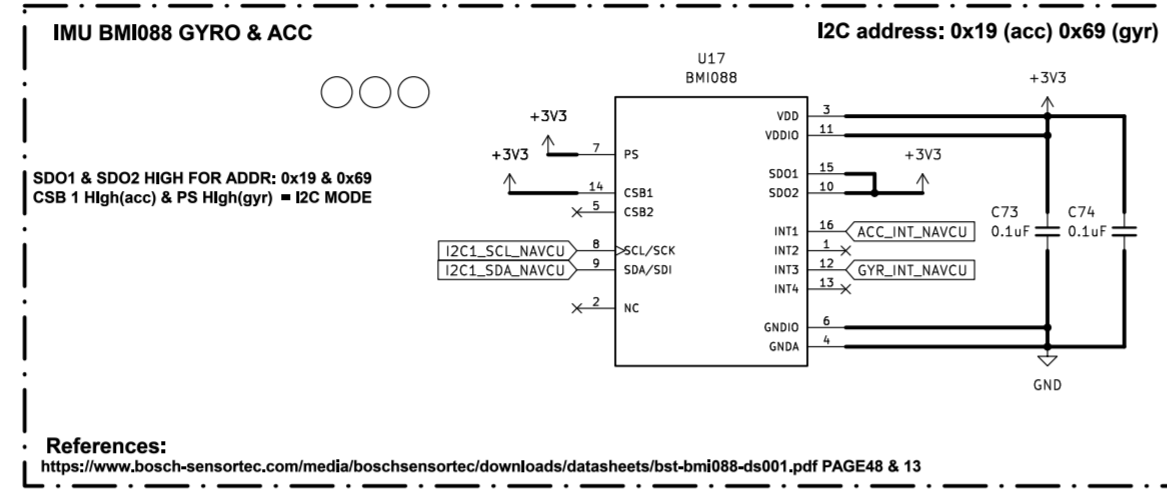 IMU BMI088 GYRO & ACC
I2C address: 0x19 (acc) 0x69 (gyr)
U17
BMI088
+3V3
+3V3
SDO1 & SDO2 HIGH FOR ADDR: 0x19 & 0x69
CSB 1 HIgh(acc) & PS HIgh(gyr) = I2C MODE
7 PS
14 CSB1
5 CSB2
I2C1_SCL_NAVCU 8 SCL/SCK
I2C1_SDA_NAVCU 9 SDA/SDI
2 NC
VDD 3
VDDIO 11
SDO1 15
SDO2 10
INT1 16 ACC_INT_NAVCU
INT2 1
INT3 12 GYR_INT_NAVCU
INT4 13
GNDIO 6
GNDA 4
+3V3
+3V3
C73
0.1uF
C74
0.1uF
GND
References:
https://www.bosch-sensortec.com/media/boschsensortec/downloads/datasheets/bst-bmi088-ds001.pdf PAGE48 & 13